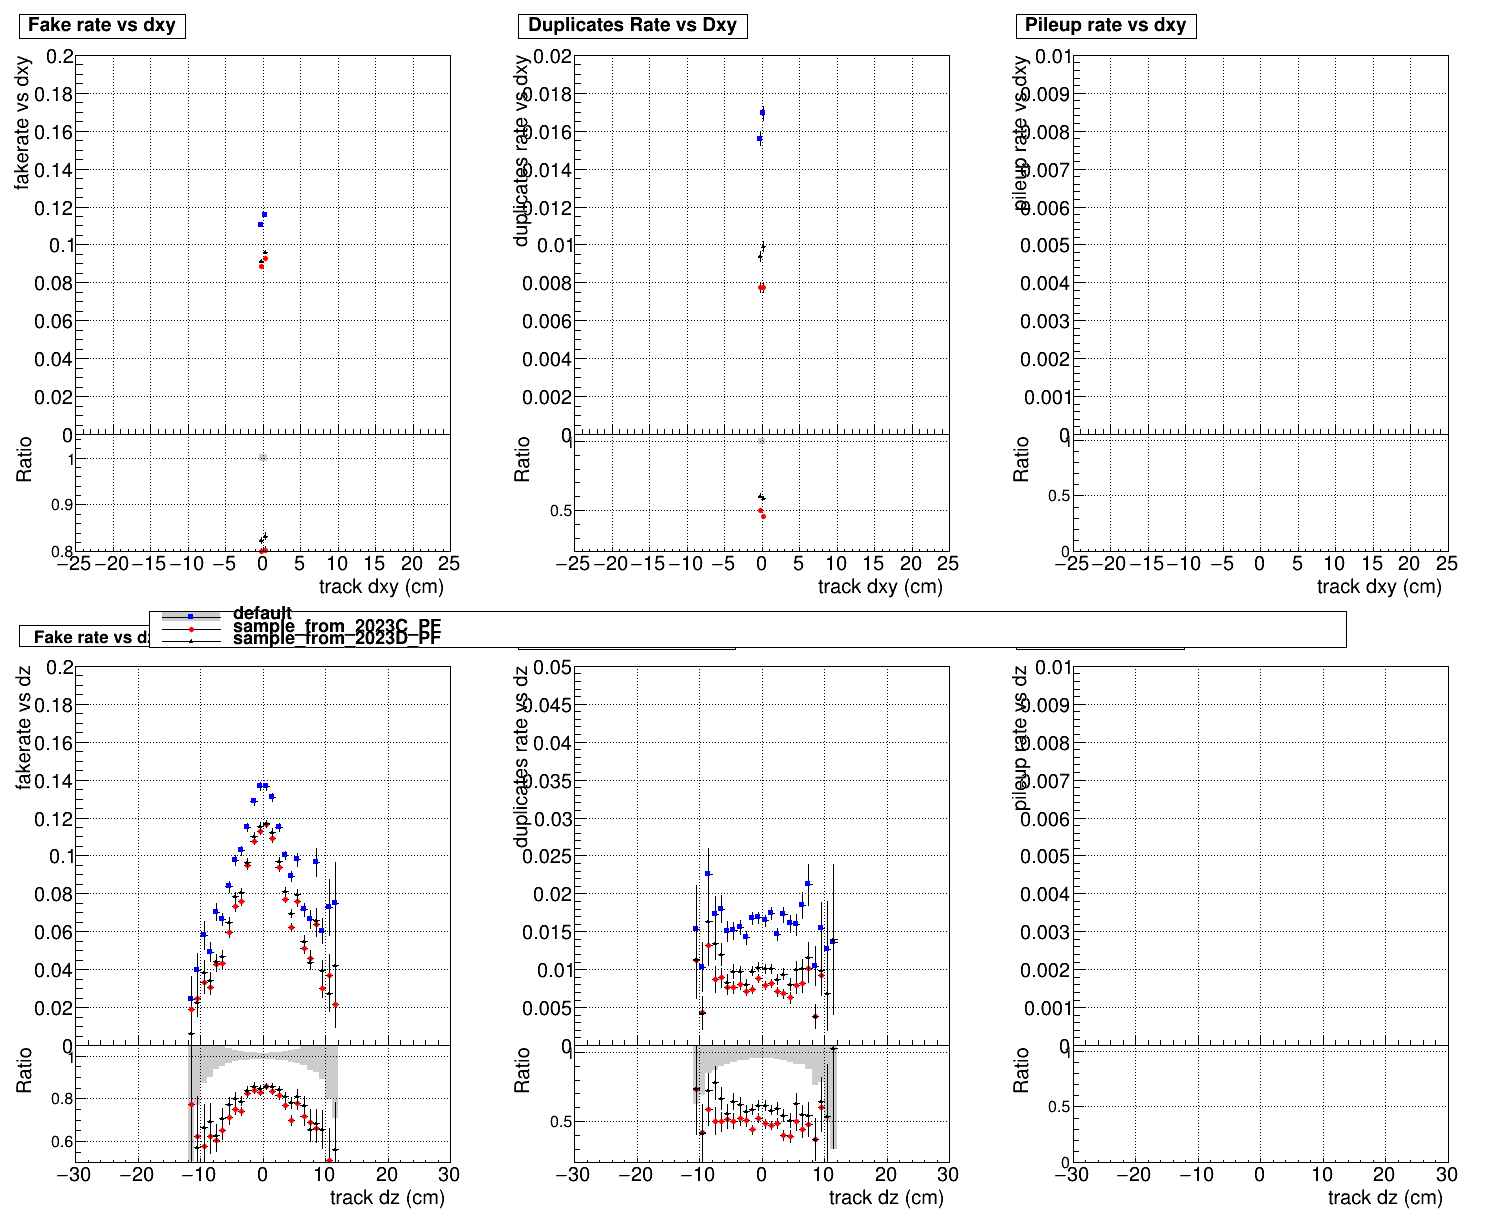 Fake rate vs dxy
Duplicates Rate vs Dxy
Pileup rate vs dxy
fakerate vs dxy
0.2
0.18
0.16
0.14
0.12
0.1
0.08
0.06
0.04
0.02
0
Ratio
1
0.9
0.8
−25 −20 −15 −10 −5 0 5 10 15 20 25
track dxy (cm)
duplicates rate vs dxy
0.02
0.018
0.016
0.014
0.012
0.01
0.008
0.006
0.004
0.002
0
Ratio
1
0.5
−25 −20 −15 −10 −5 0 5 10 15 20 25
track dxy (cm)
pileup rate vs dxy
0.01
0.009
0.008
0.007
0.006
0.005
0.004
0.003
0.002
0.001
0
Ratio
1
0.5
0
−25 −20 −15 −10 −5 0 5 10 15 20 25
track dxy (cm)
default
sample_from_2023C_PF
sample_from_2023D_PF
Fake rate vs dz
fakerate vs dz
0.2
0.18
0.16
0.14
0.12
0.1
0.08
0.06
0.04
0.02
0
Ratio
1
0.8
0.6
−30 −20 −10 0 10 20 30
track dz (cm)
duplicates rate vs dz
0.05
0.045
0.04
0.035
0.03
0.025
0.02
0.015
0.01
0.005
0
Ratio
1
0.5
−30 −20 −10 0 10 20 30
track dz (cm)
pileup rate vs dz
0.01
0.009
0.008
0.007
0.006
0.005
0.004
0.003
0.002
0.001
0
Ratio
1
0.5
0
−30 −20 −10 0 10 20 30
track dz (cm)